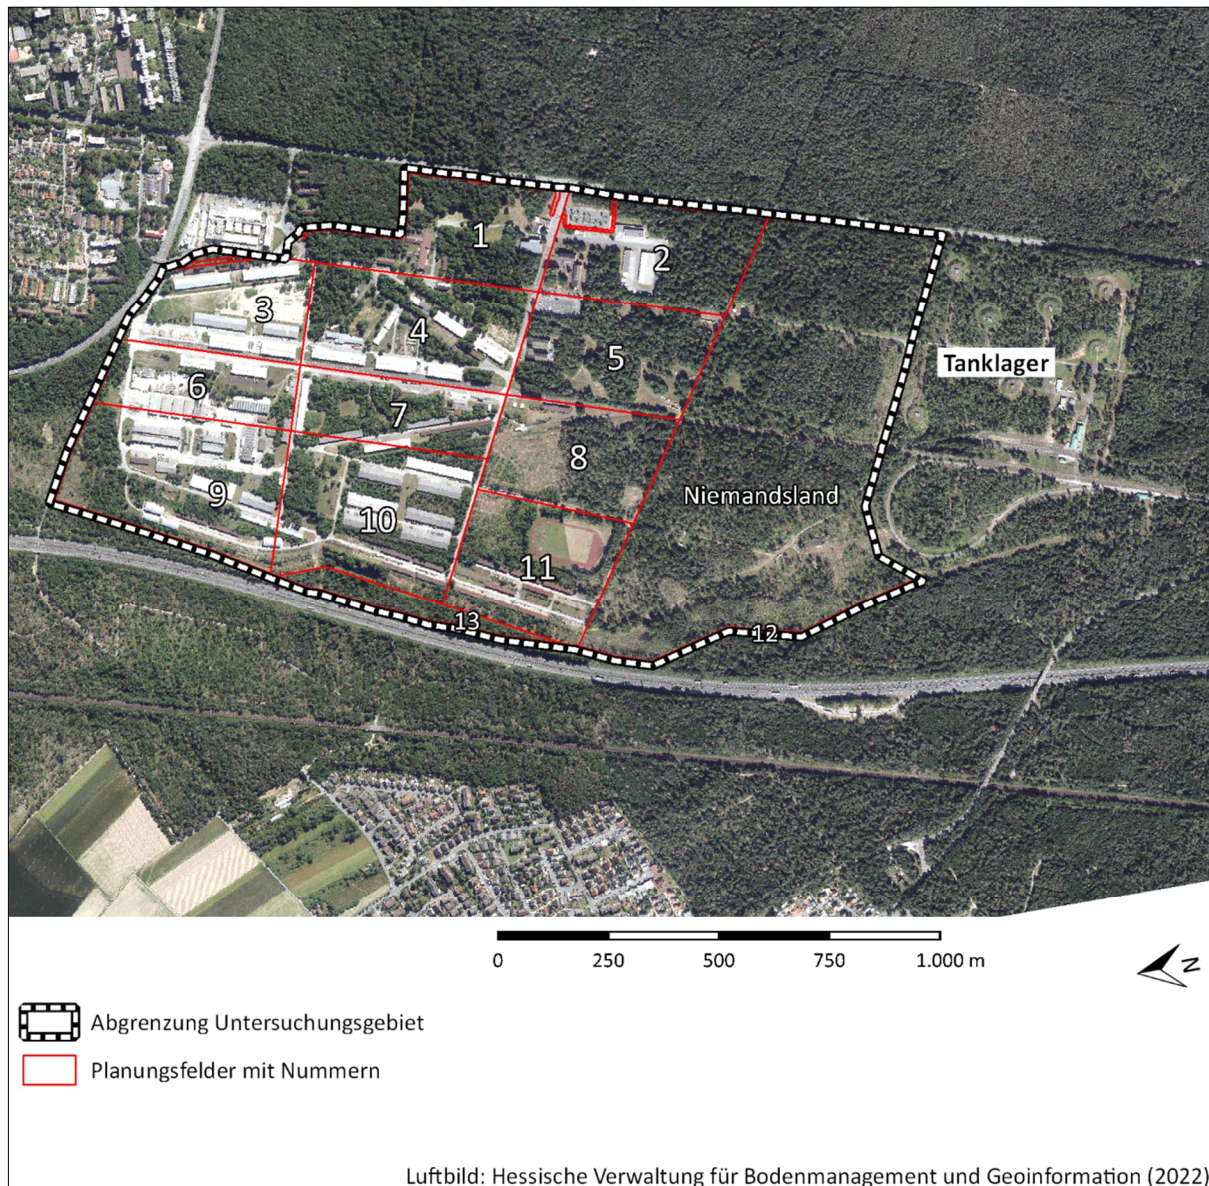 1
2
3
4
5
Tanklager
6
7
8
9
10
Niemandsland
11
13
12
0 250 500 750 1.000 m
N
Abgrenzung Untersuchungsgebiet
Planungsfelder mit Nummern
Luftbild: Hessische Verwaltung für Bodenmanagement und Geoinformation (2022)